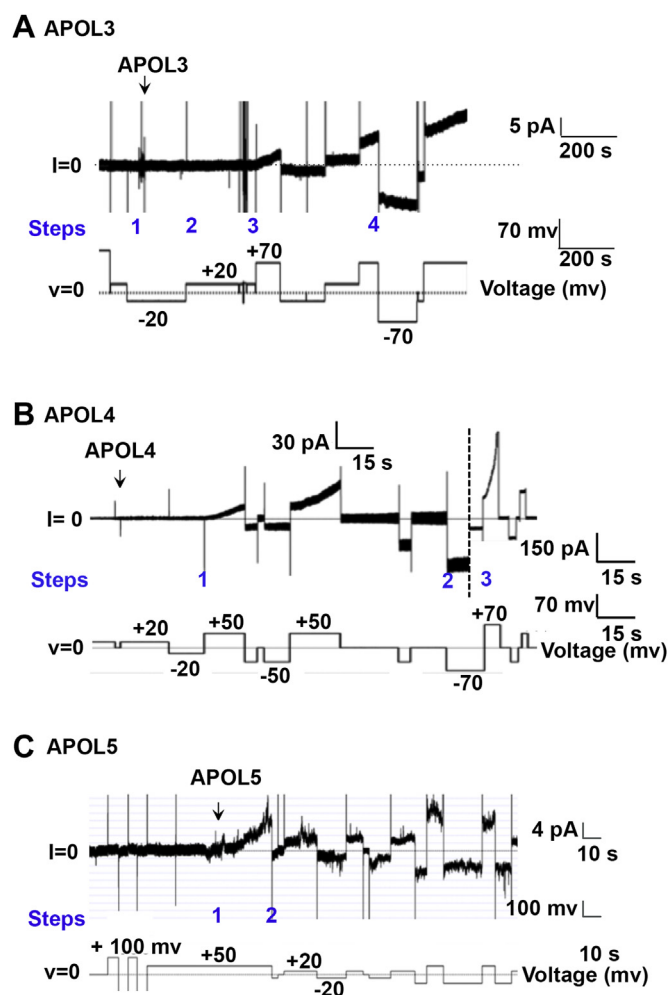 A APOL3
APOL3
5 pA
200 s
I=0
Steps 1 2 3 4
70 mv
200 s
+70
+20
v=0 Voltage (mv)
-20
-70
B APOL4
30 pA
15 s
APOL4
I= 0
150 pA
15 s
Steps 1 2 3
70 mv
15 s
+20 +50 +50 +70
v=0 Voltage (mv)
-20 -50 -70
C APOL5
APOL5
4 pA
10 s
I=0
100 mv
Steps 1 2
+ 100 mv +50 +20 10 s
v=0 Voltage (mv)
-20